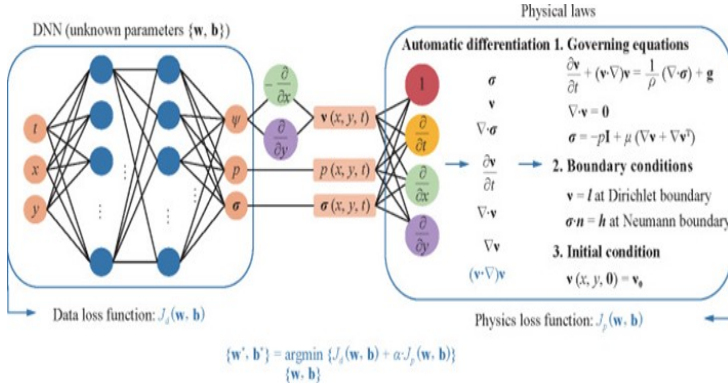 Physical laws
DNN (unknown parameters {w, b})
Automatic differentiation
1. Governing equations
t
x
y
ψ
p
σ
−∂/∂x
∂/∂y
v (x, y, t)
p (x, y, t)
σ (x, y, t)
1
∂/∂t
∂/∂x
∂/∂y
σ
v
∇·σ
∂v/∂t
∇·v
∇v
(v·∇)v
∂v/∂t + (v·∇)v = 1/ρ (∇·σ) + g
∇·v = 0
σ = −pI + μ (∇v + ∇vᵀ)
2. Boundary conditions
v = l at Dirichlet boundary
σ·n = h at Neumann boundary
3. Initial condition
v (x, y, 0) = v₀
Data loss function: J_d(w, b)
Physics loss function: J_p(w, b)
{w*, b*} = argmin {J_d(w, b) + α·J_p(w, b)}
{w, b}